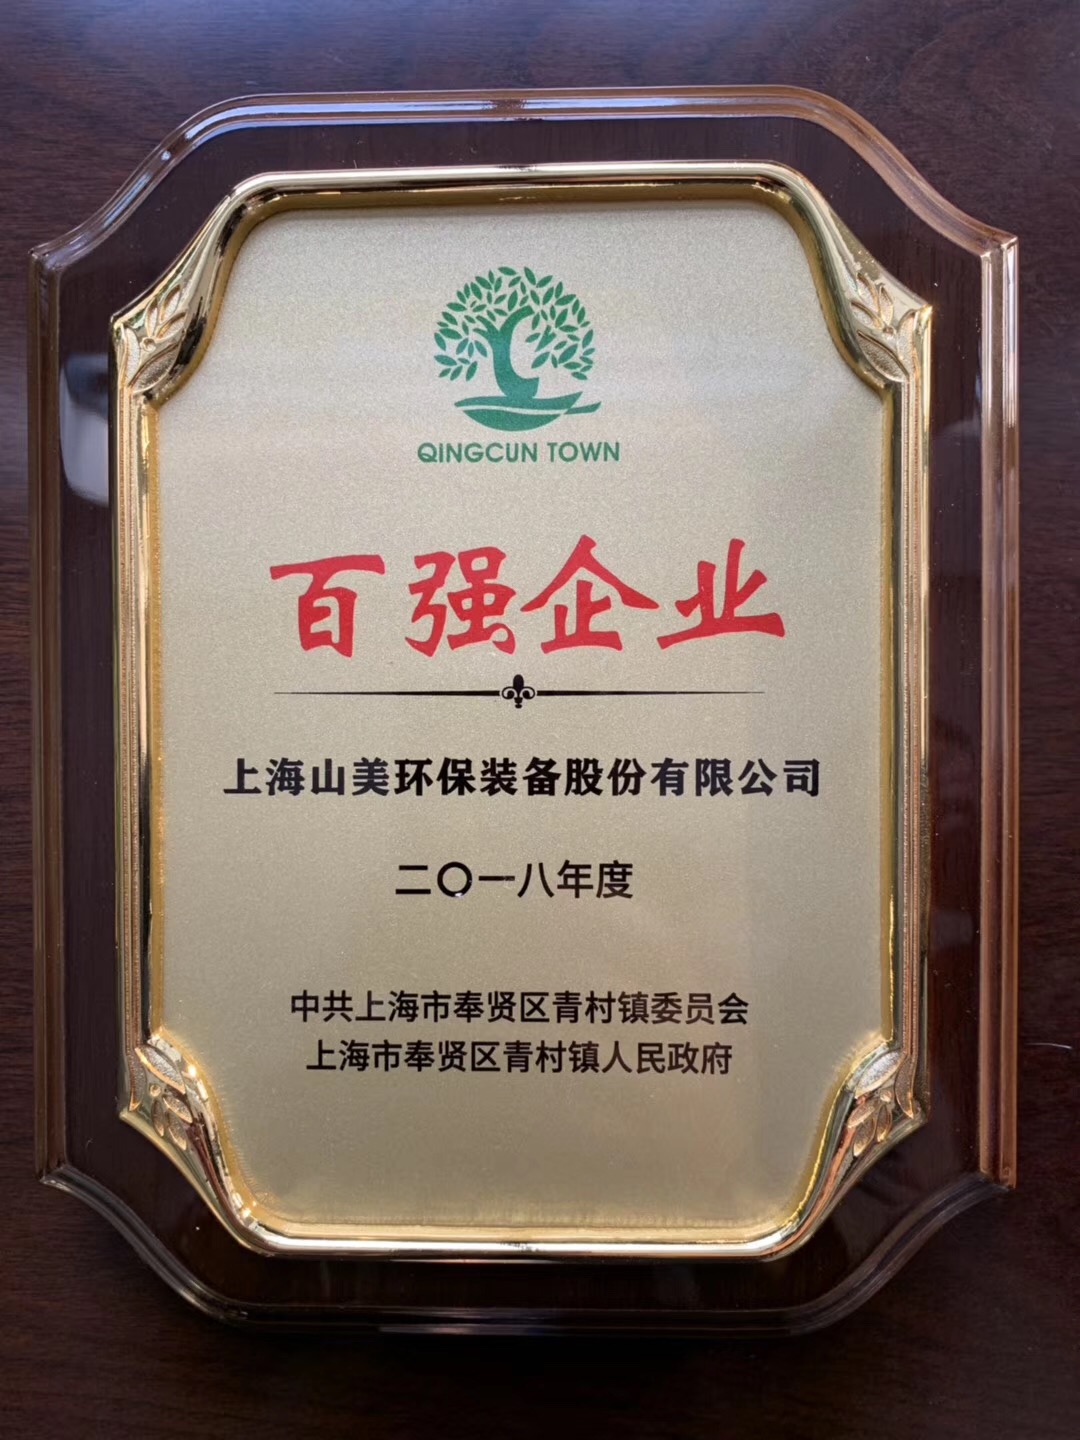 QINGCUN TOWN
百强企业
上海山美环保装备股份有限公司
二〇一八年度
中共上海市奉贤区青村镇委员会
上海市奉贤区青村镇人民政府